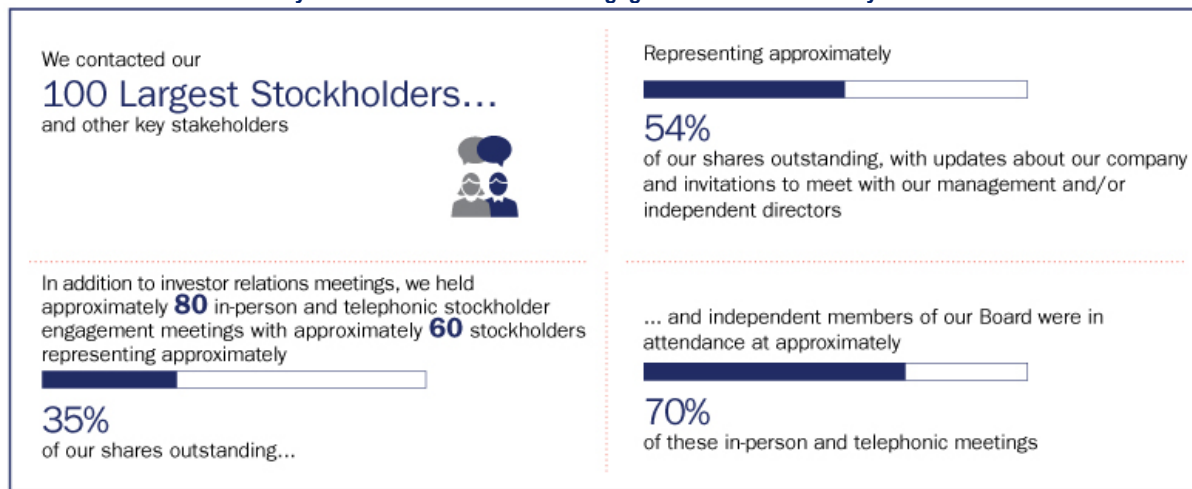 We contacted our
100 Largest Stockholders...
and other key stakeholders
Representing approximately
54%
of our shares outstanding, with updates about our company
and invitations to meet with our management and/or
independent directors
In addition to investor relations meetings, we held
approximately 80 in-person and telephonic stockholder
engagement meetings with approximately 60 stockholders
representing approximately
35%
of our shares outstanding...
... and independent members of our Board were in
attendance at approximately
70%
of these in-person and telephonic meetings